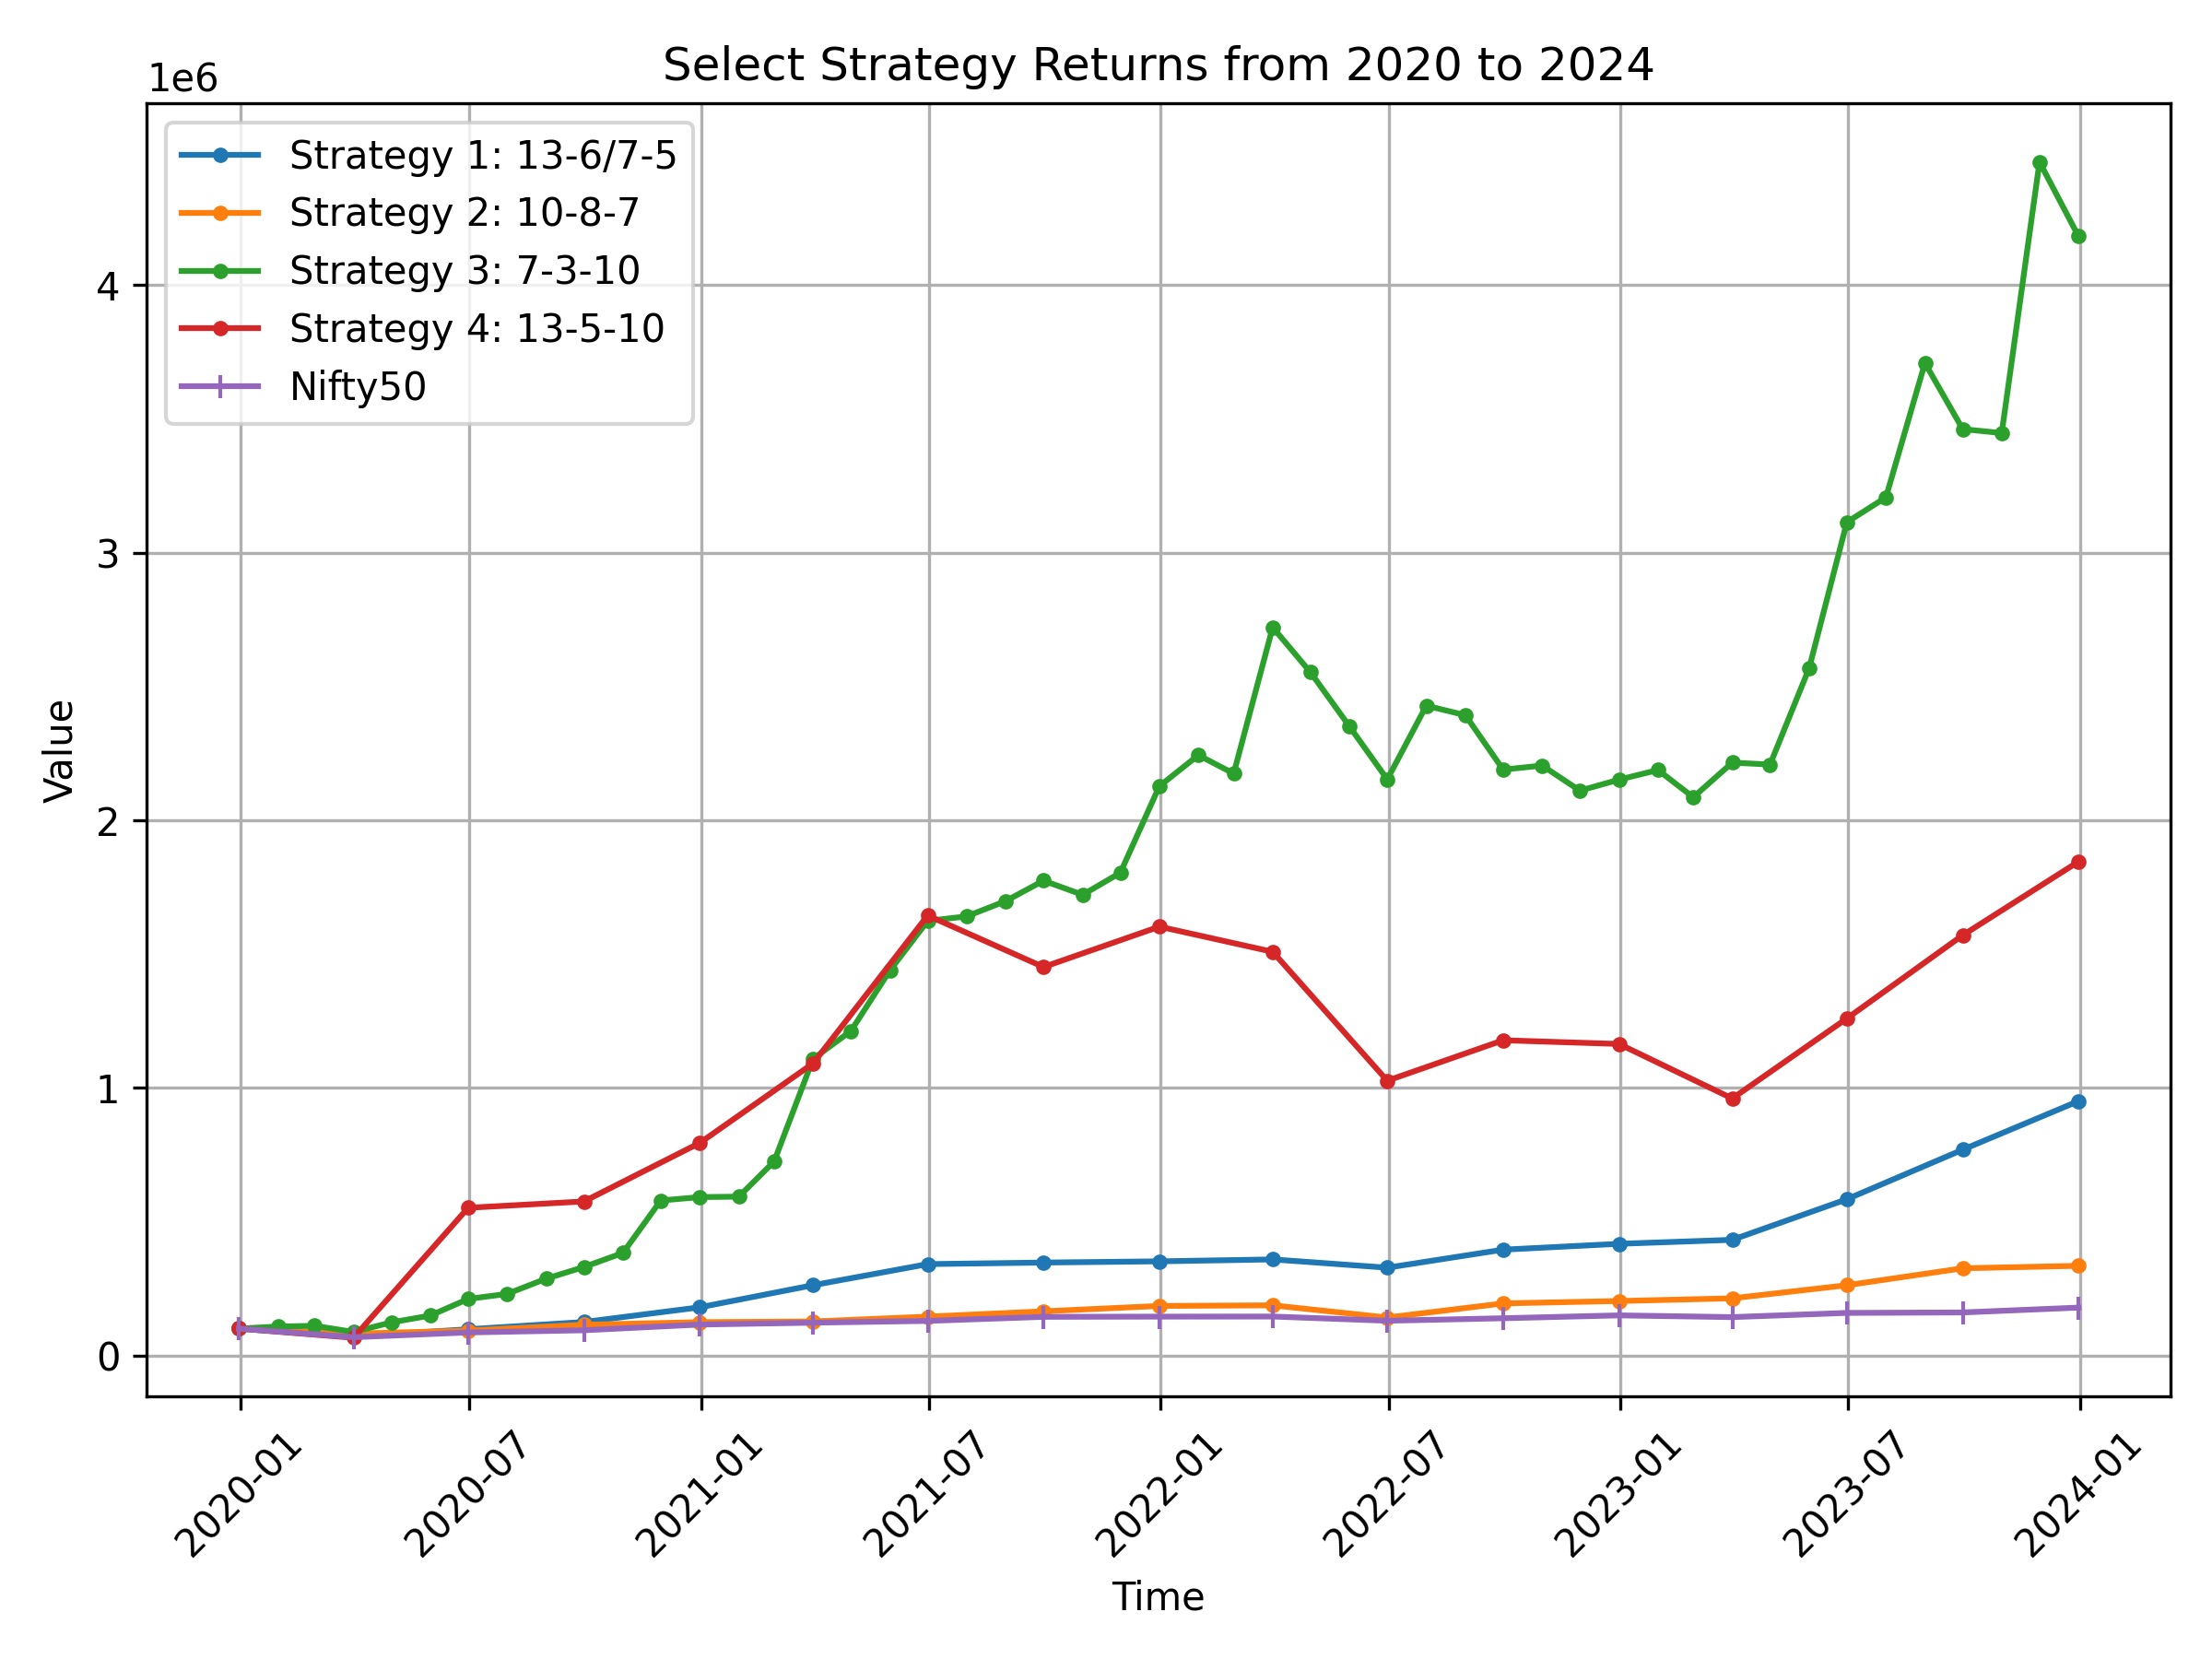 Select Strategy Returns from 2020 to 2024
1e6
Strategy 1: 13-6/7-5
Strategy 2: 10-8-7
Strategy 3: 7-3-10
Strategy 4: 13-5-10
Nifty50
4
3
2
1
0
Value
2020-01
2020-07
2021-01
2021-07
2022-01
2022-07
2023-01
2023-07
2024-01
Time